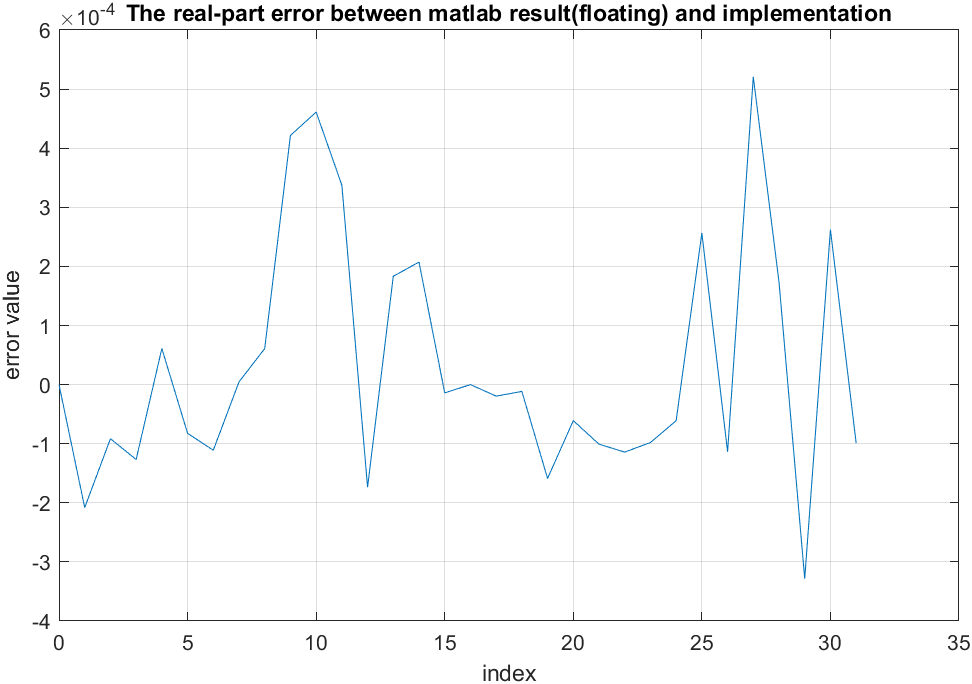 ×10-4 The real-part error between matlab result(floating) and implementation
6
5
4
3
2
1
0
-1
-2
-3
-4
error value
0 5 10 15 20 25 30 35
index